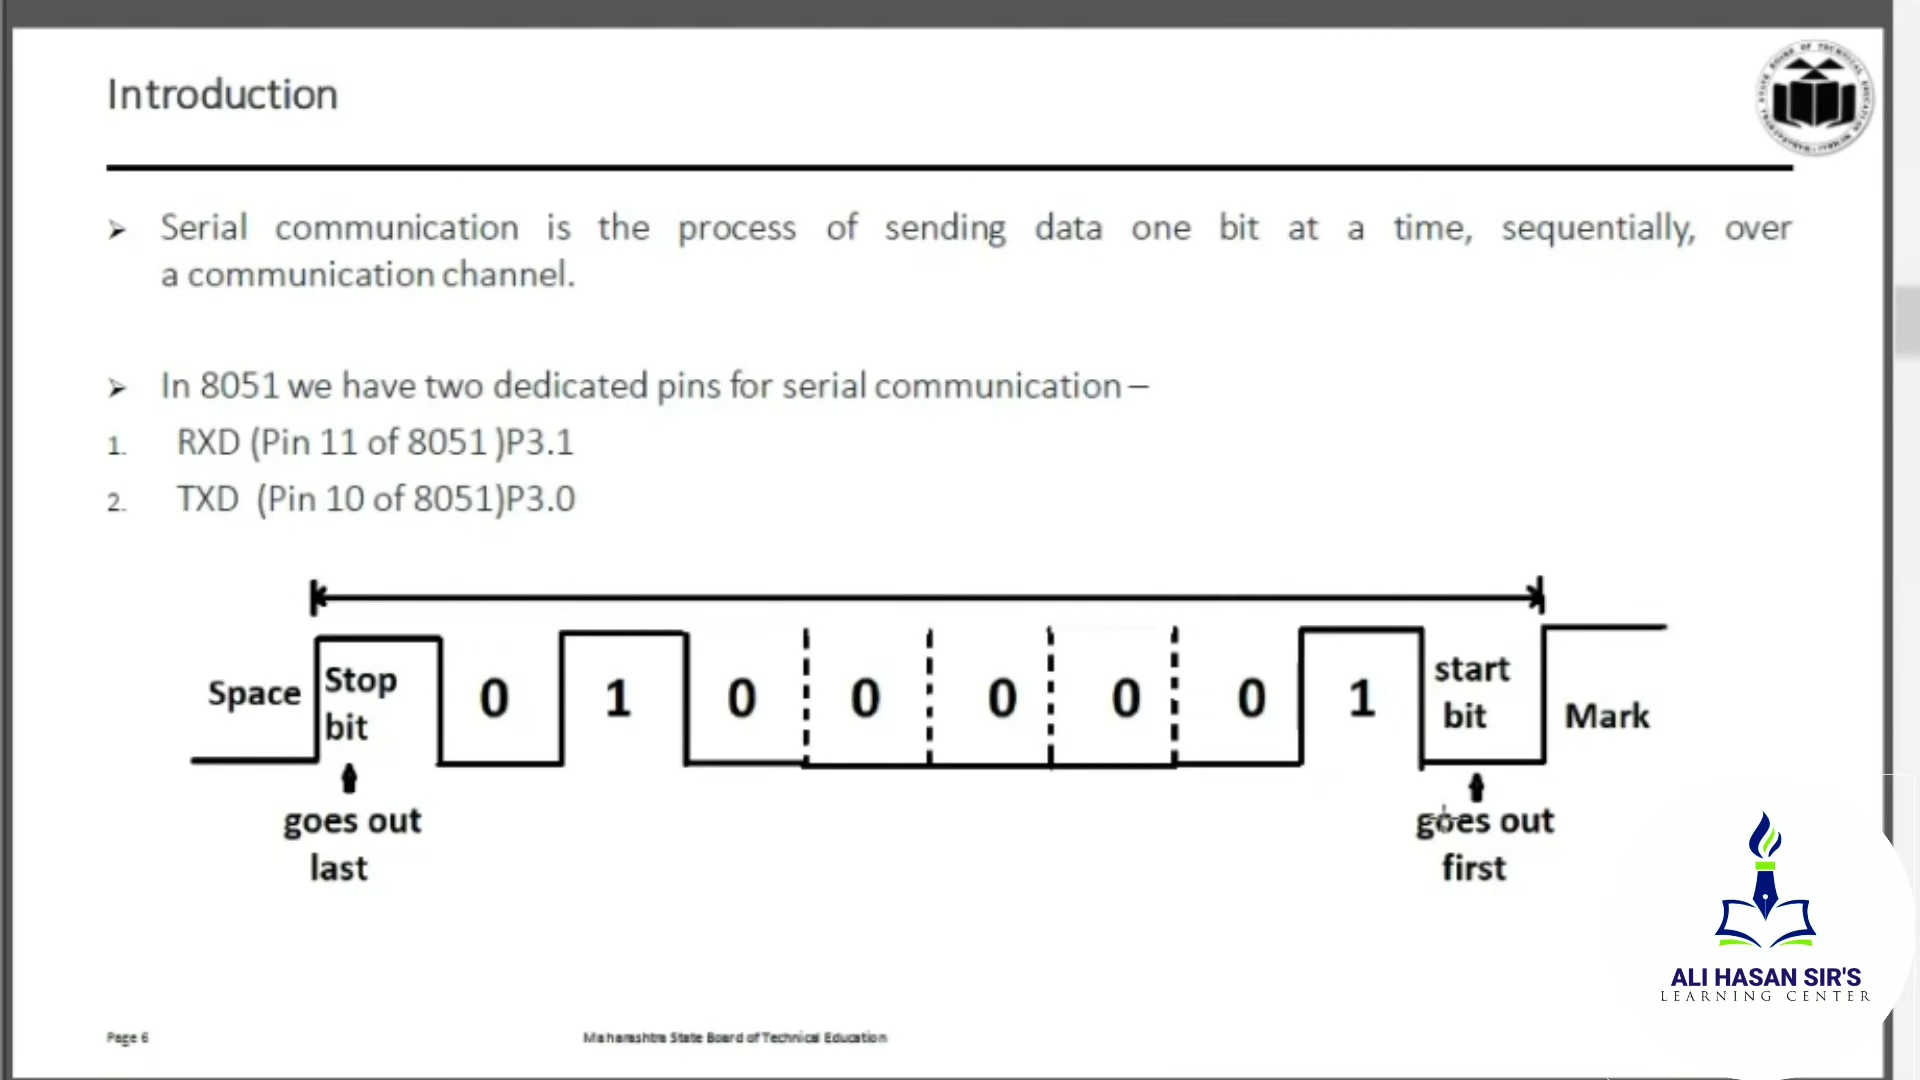 Introduction
➢ Serial communication is the process of sending data one bit at a time, sequentially, over
a communication channel.
➢ In 8051 we have two dedicated pins for serial communication –
1. RXD (Pin 11 of 8051 )P3.1
2. TXD (Pin 10 of 8051)P3.0
Space Stop bit 0 1 0 0 0 0 0 1 start bit Mark
goes out last
goes out first
ALI HASAN SIR'S
LEARNING CENTER
Page 6 Maharashtra State Board of Technical Education